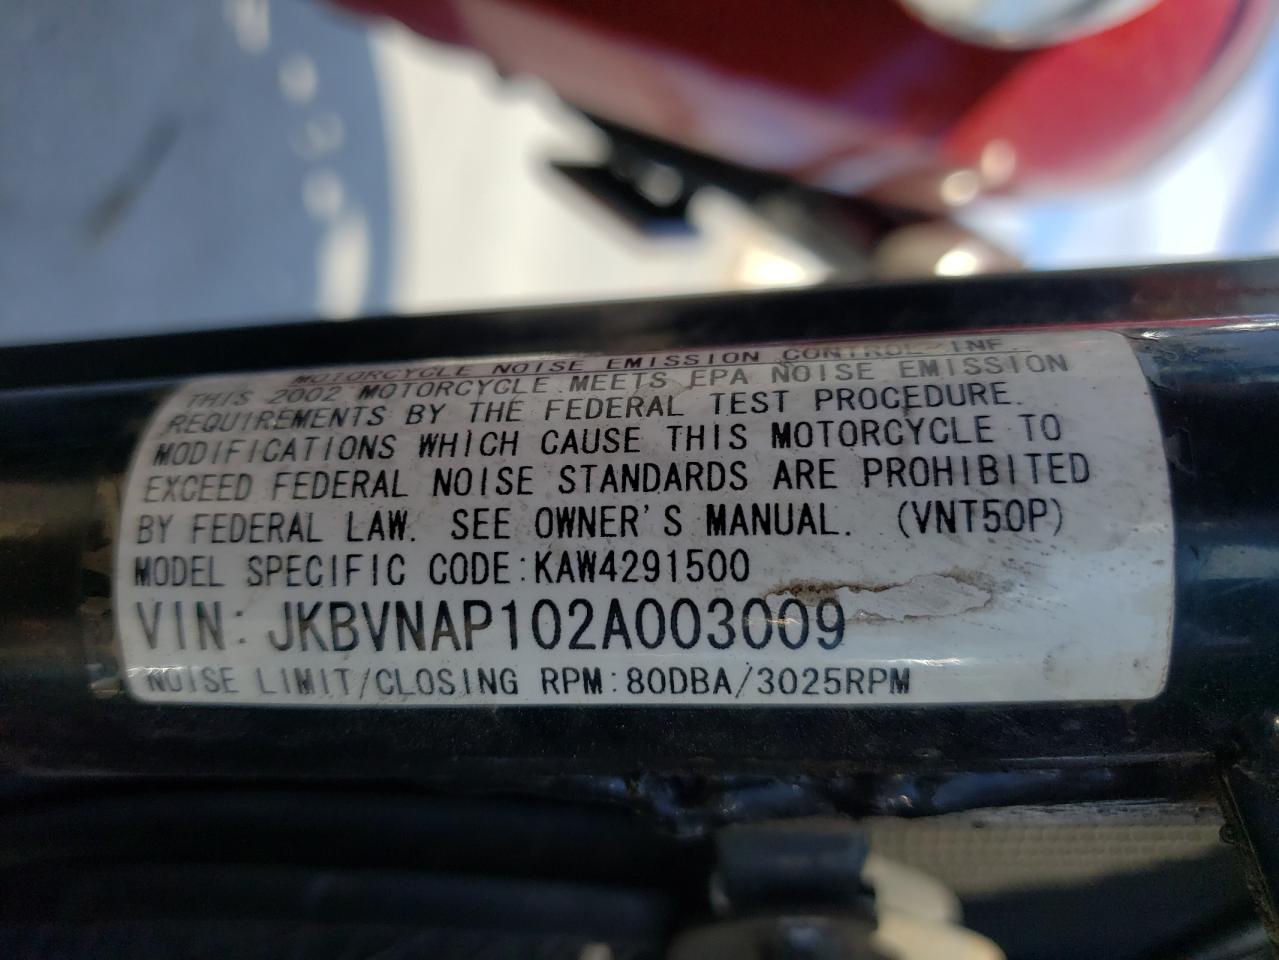 MOTORCYCLE NOISE EMISSION CONTROL INF.
THIS 2002 MOTORCYCLE MEETS EPA NOISE EMISSION
REQUIREMENTS BY THE FEDERAL TEST PROCEDURE.
MODIFICATIONS WHICH CAUSE THIS MOTORCYCLE TO
EXCEED FEDERAL NOISE STANDARDS ARE PROHIBITED
BY FEDERAL LAW. SEE OWNER'S MANUAL. (VNT50P)
MODEL SPECIFIC CODE:KAW4291500
VIN: JKBVNAP102A003009
NOISE LIMIT/CLOSING RPM:80DBA/3025RPM